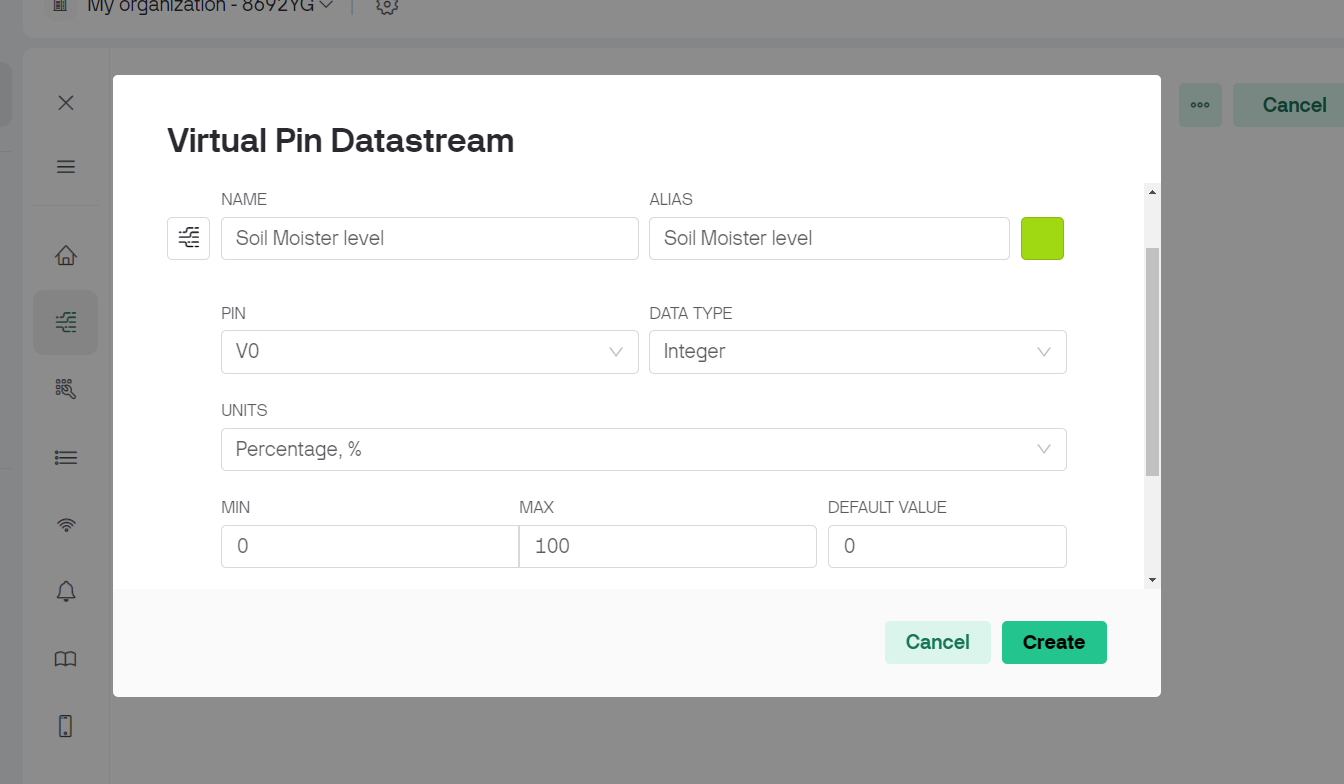 My organization - 8692YG
Cancel
Virtual Pin Datastream
NAME
ALIAS
Soil Moister level
Soil Moister level
PIN
DATA TYPE
V0
Integer
UNITS
Percentage, %
MIN
MAX
DEFAULT VALUE
0
100
0
Cancel
Create